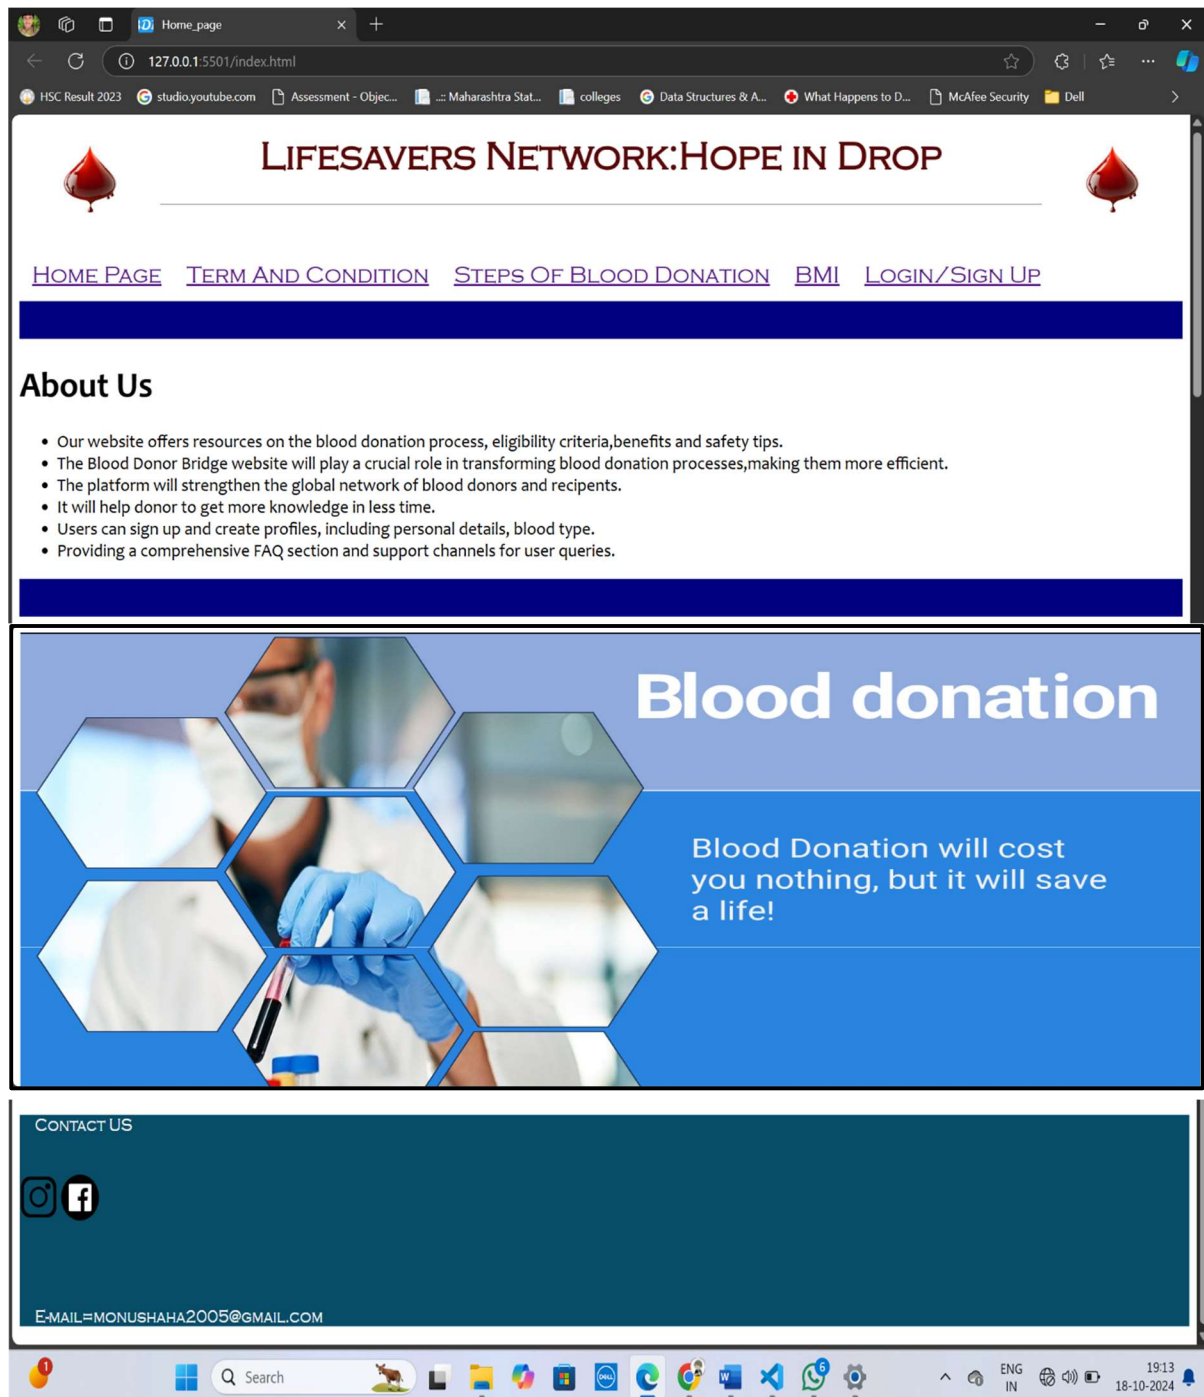 Home_page
127.0.0.1:5501/index.html
HSC Result 2023 studio.youtube.com Assessment - Objec... ..:: Maharashtra Stat... colleges Data Structures & A... What Happens to D... McAfee Security Dell
LIFESAVERS NETWORK:HOPE IN DROP
HOME PAGE TERM AND CONDITION STEPS OF BLOOD DONATION BMI LOGIN/SIGN UP
About Us
• Our website offers resources on the blood donation process, eligibility criteria,benefits and safety tips.
• The Blood Donor Bridge website will play a crucial role in transforming blood donation processes,making them more efficient.
• The platform will strengthen the global network of blood donors and recipents.
• It will help donor to get more knowledge in less time.
• Users can sign up and create profiles, including personal details, blood type.
• Providing a comprehensive FAQ section and support channels for user queries.
Blood donation
Blood Donation will cost
you nothing, but it will save
a life!
CONTACT US
E-MAIL=MONUSHAHA2005@GMAIL.COM
1
Search
DELL
6
ENG
IN
19:13
18-10-2024